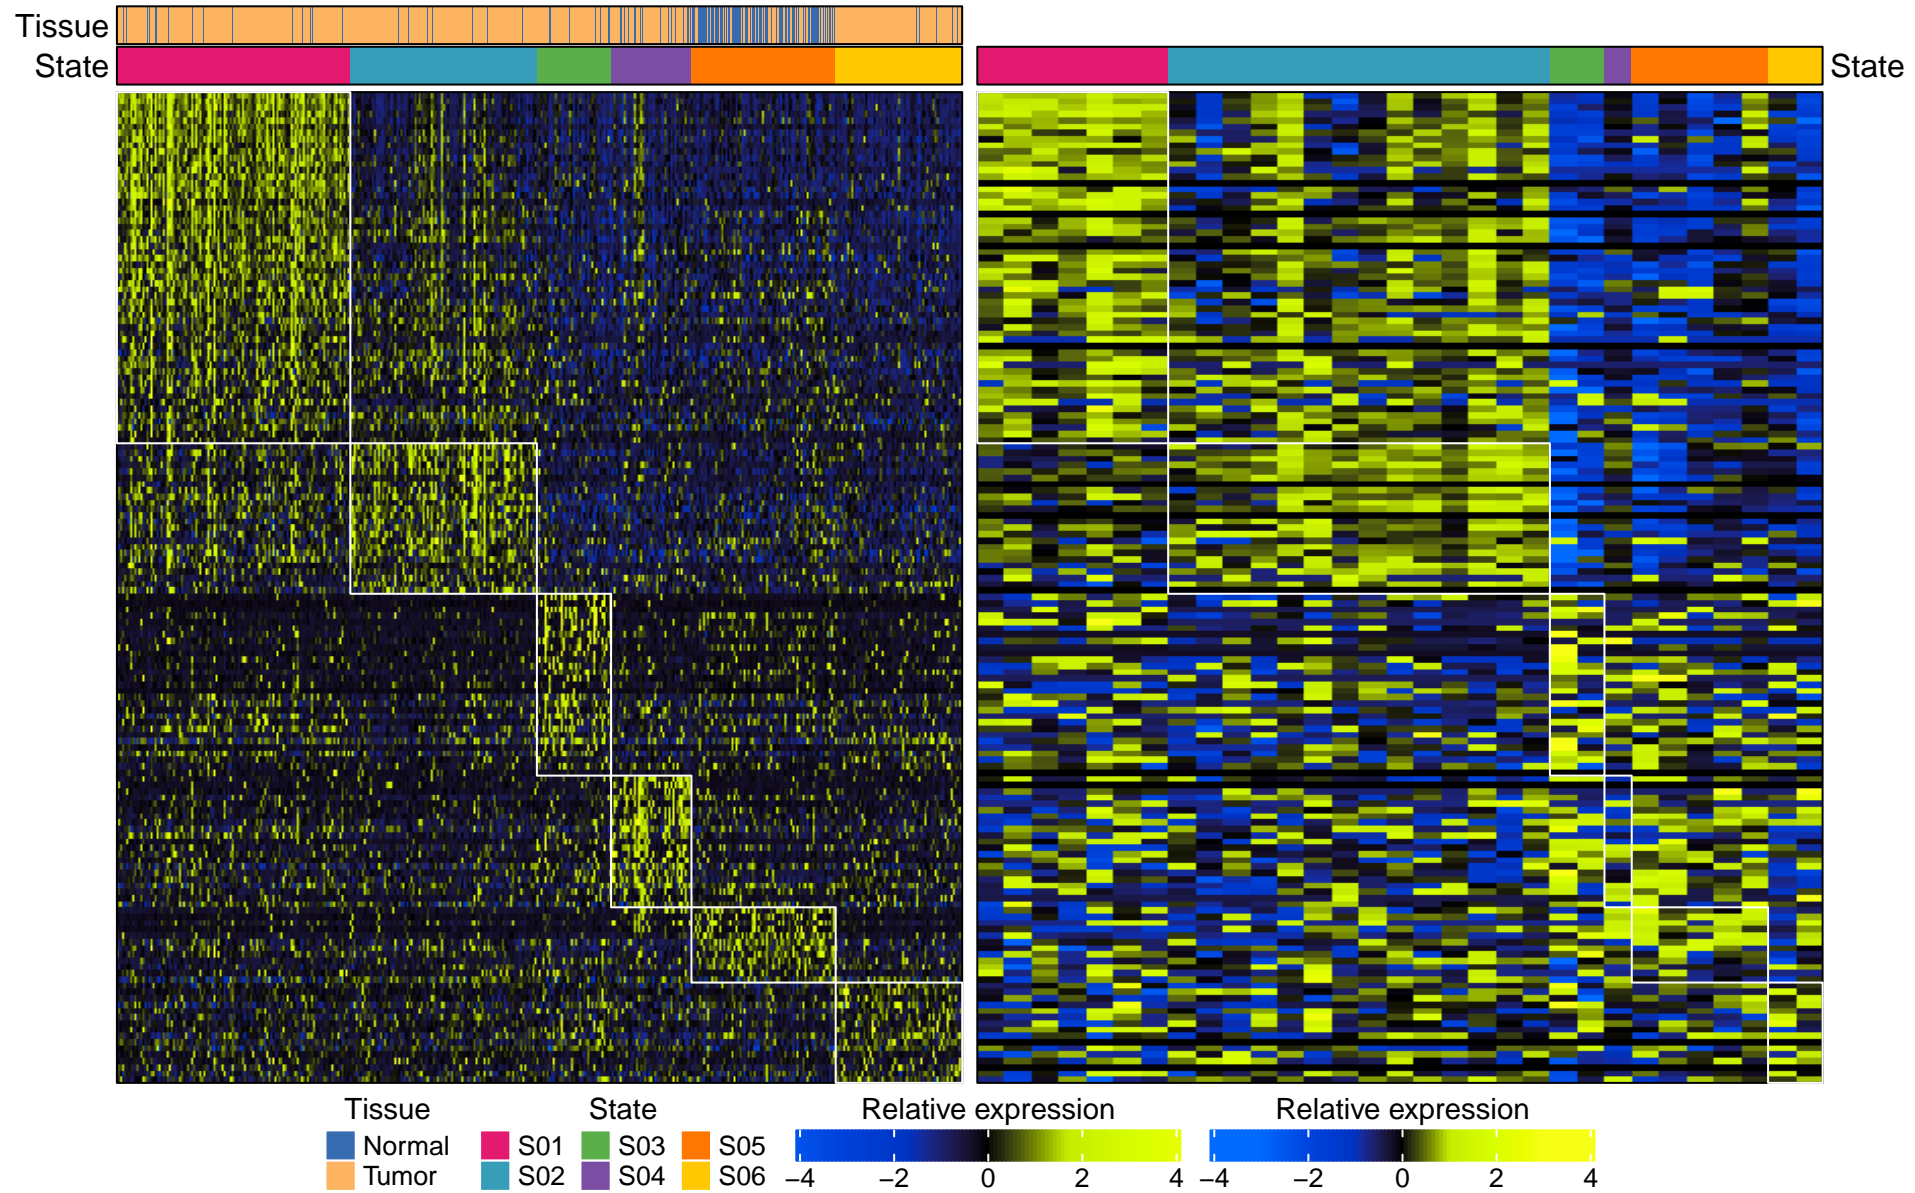 Tissue
State
State
Tissue State Relative expression Relative expression
Normal S01 S03 S05
Tumor S02 S04 S06
−4 −2 0 2 4 −4 −2 0 2 4